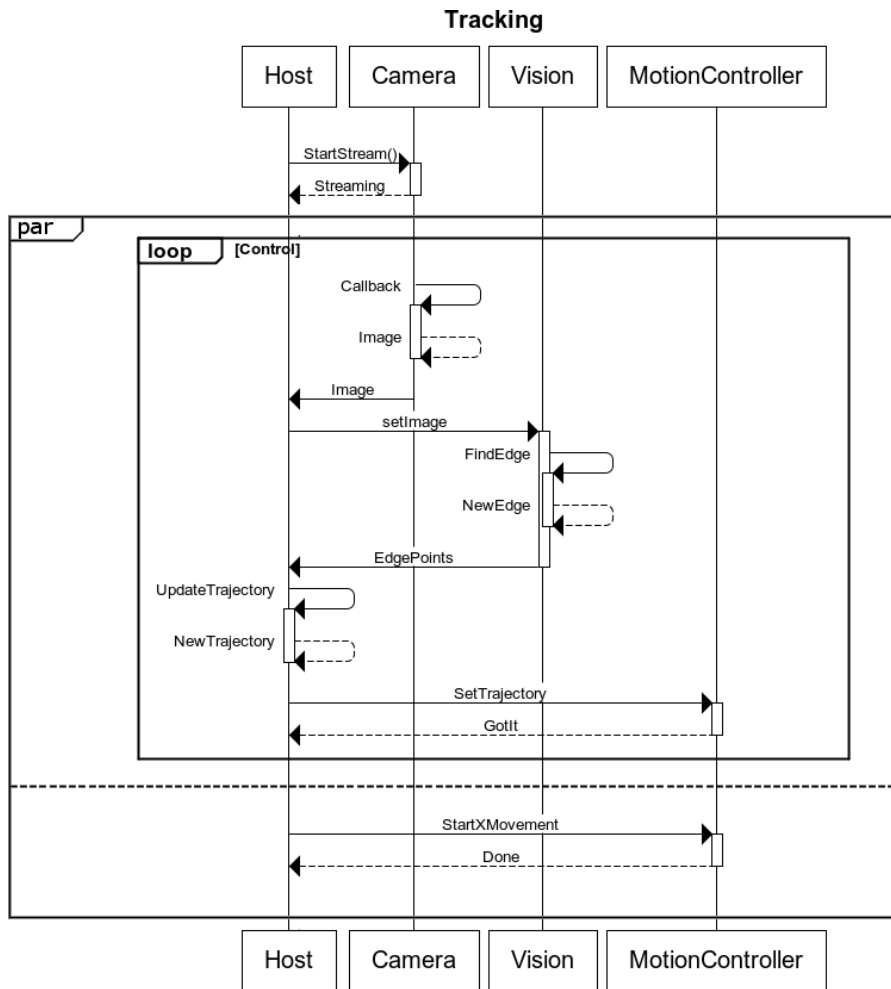 Tracking
Host Camera Vision MotionController
StartStream()
Streaming
par
loop [Control]
Callback
Image
Image
setImage
FindEdge
NewEdge
EdgePoints
UpdateTrajectory
NewTrajectory
SetTrajectory
GotIt
StartXMovement
Done
Host Camera Vision MotionController